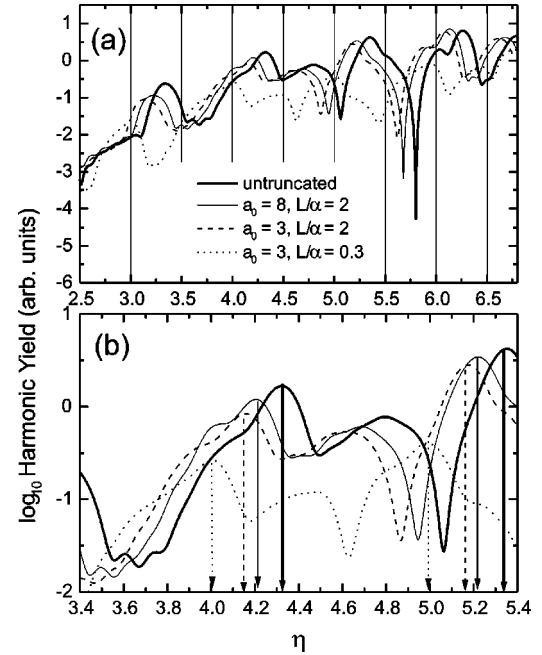 (a)
1
0
-1
-2
-3
-4
-5
-6
untruncated
a₀ = 8, L/α = 2
a₀ = 3, L/α = 2
a₀ = 3, L/α = 0.3
2.5 3.0 3.5 4.0 4.5 5.0 5.5 6.0 6.5
log₁₀ Harmonic Yield (arb. units)
(b)
1
0
-1
-2
3.4 3.6 3.8 4.0 4.2 4.4 4.6 4.8 5.0 5.2 5.4
η